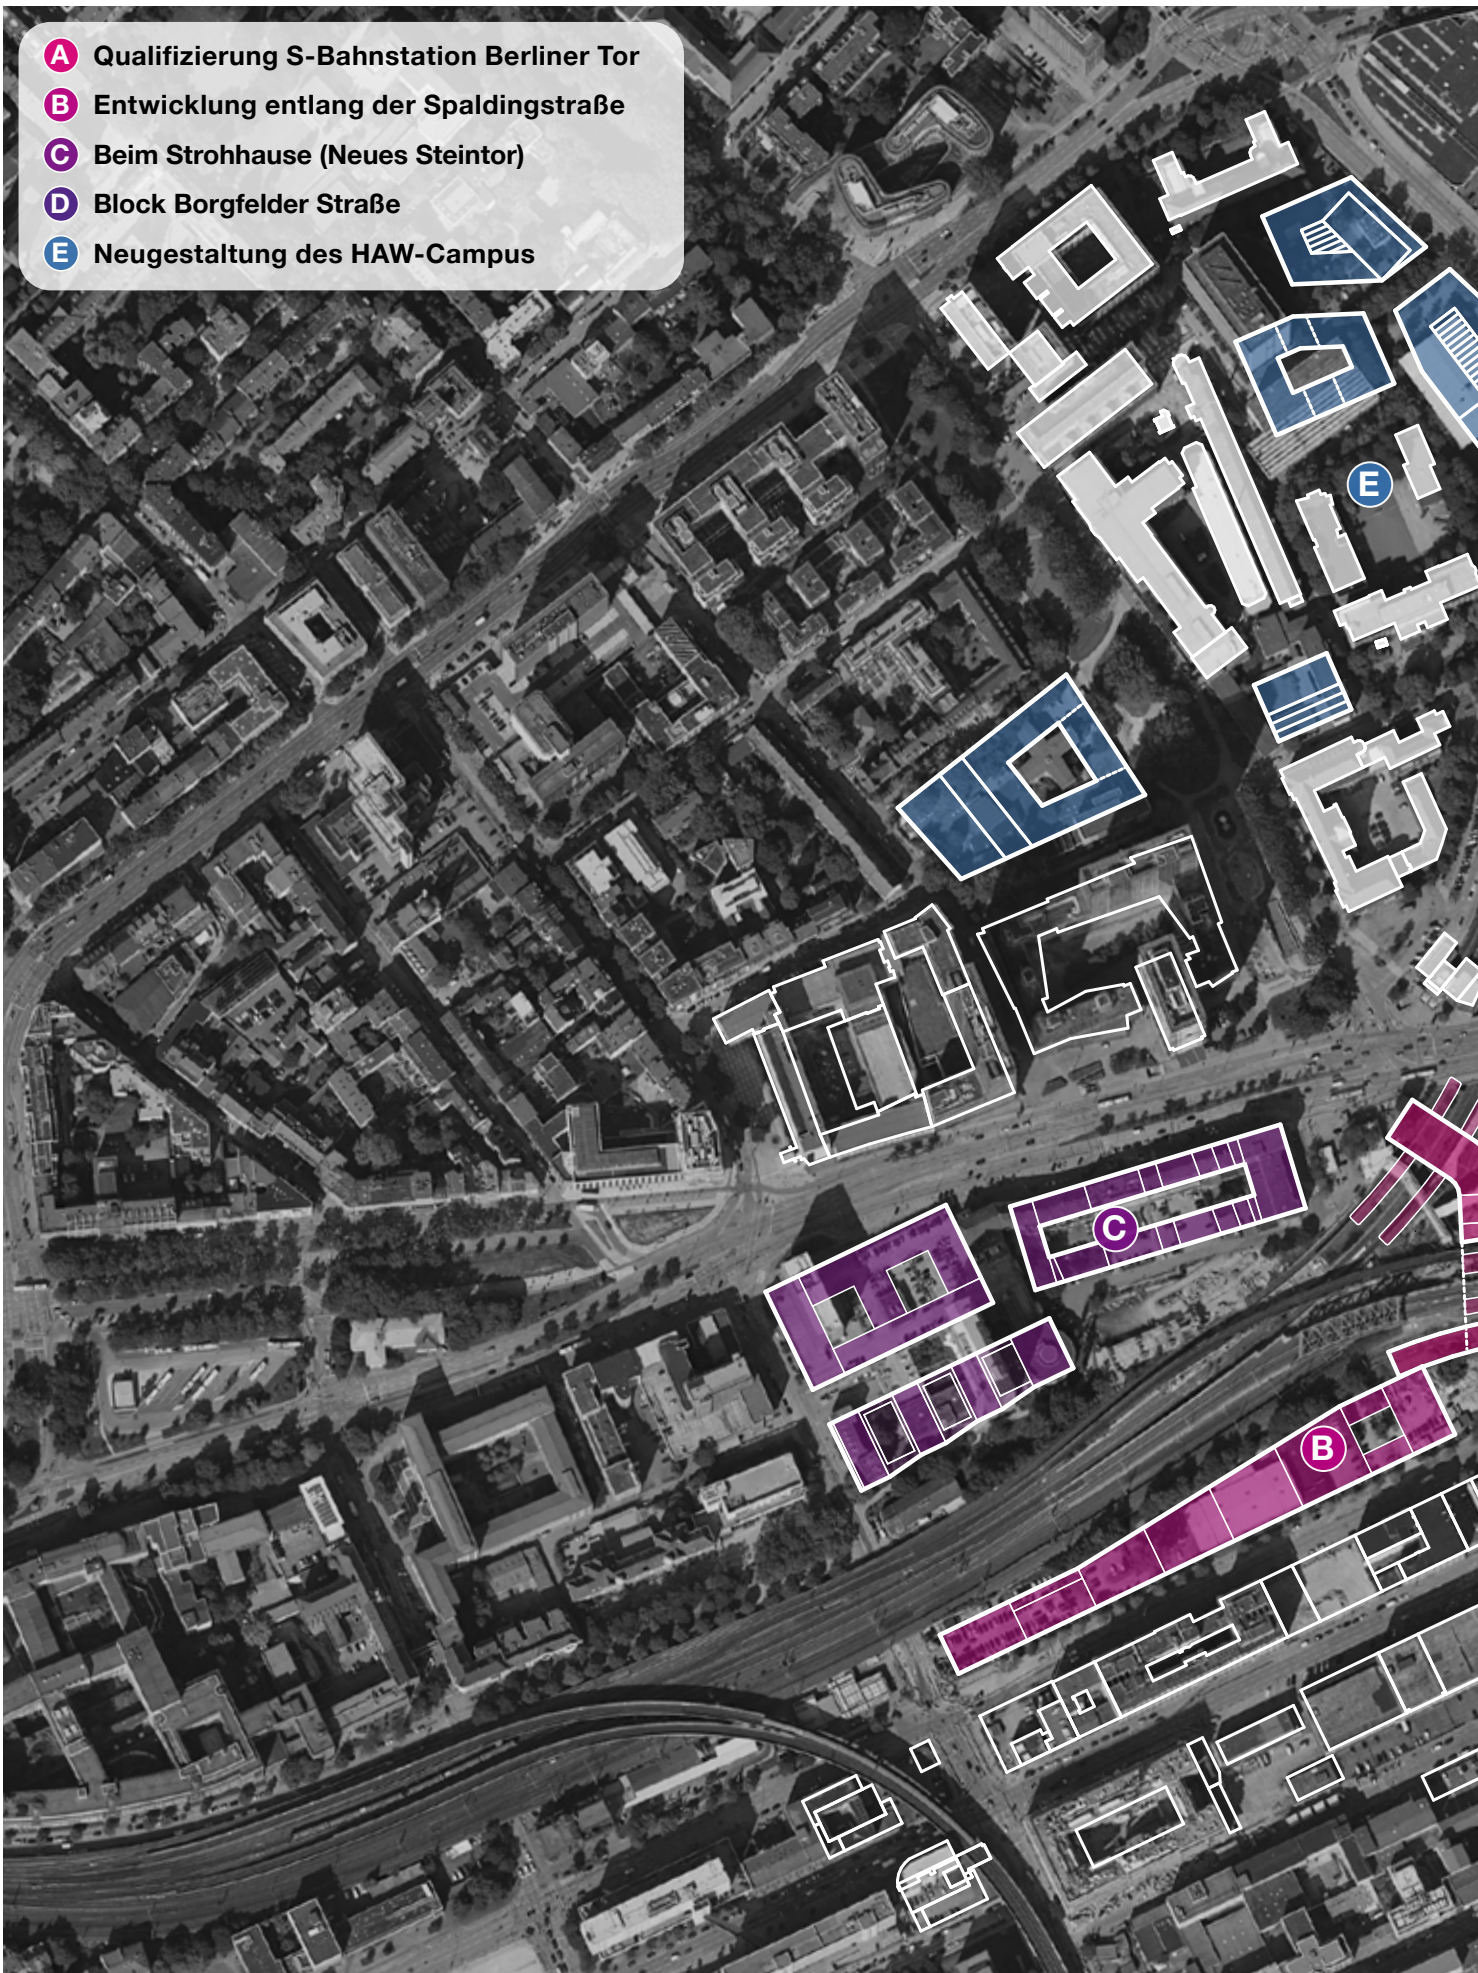 A Qualifizierung S-Bahnstation Berliner Tor
B Entwicklung entlang der Spaldingstraße
C Beim Strohhause (Neues Steintor)
D Block Borgfelder Straße
E Neugestaltung des HAW-Campus
E
C
B